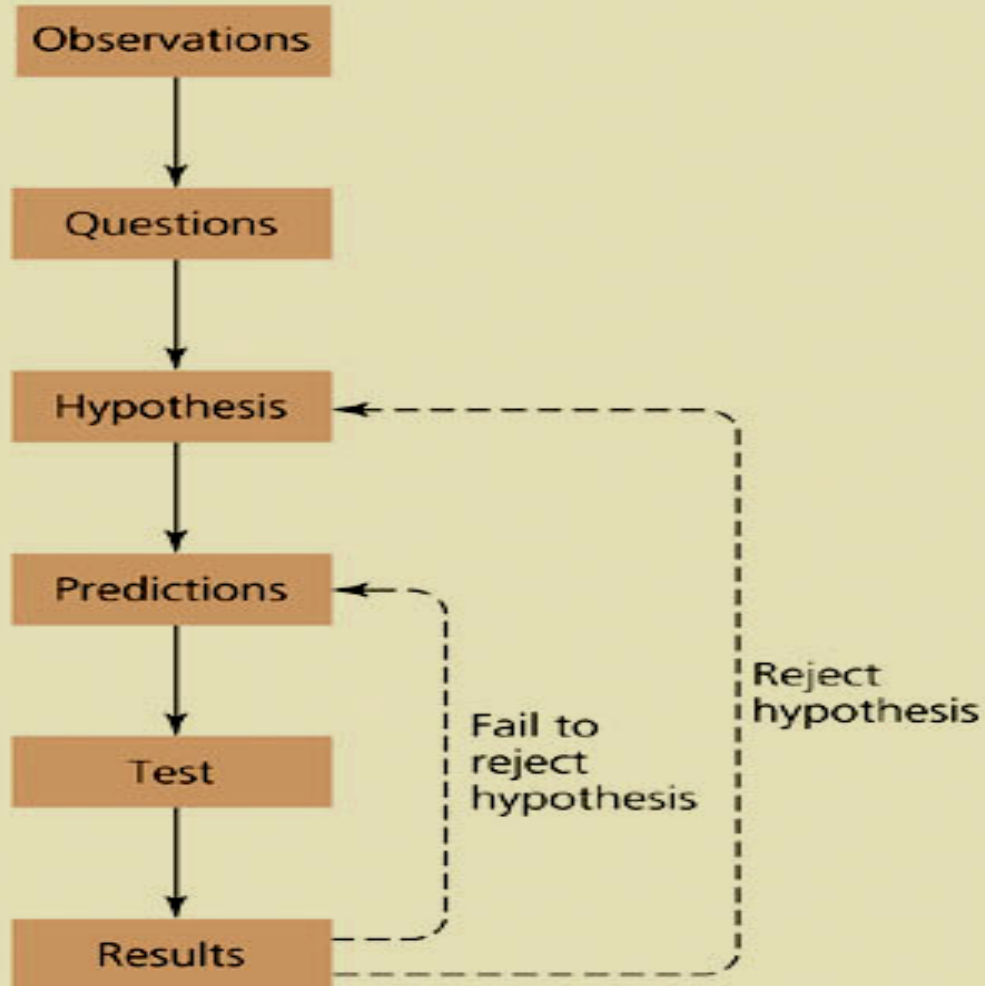 Observations
Questions
Hypothesis
Predictions
Reject
hypothesis
Fail to
reject
hypothesis
Test
Results